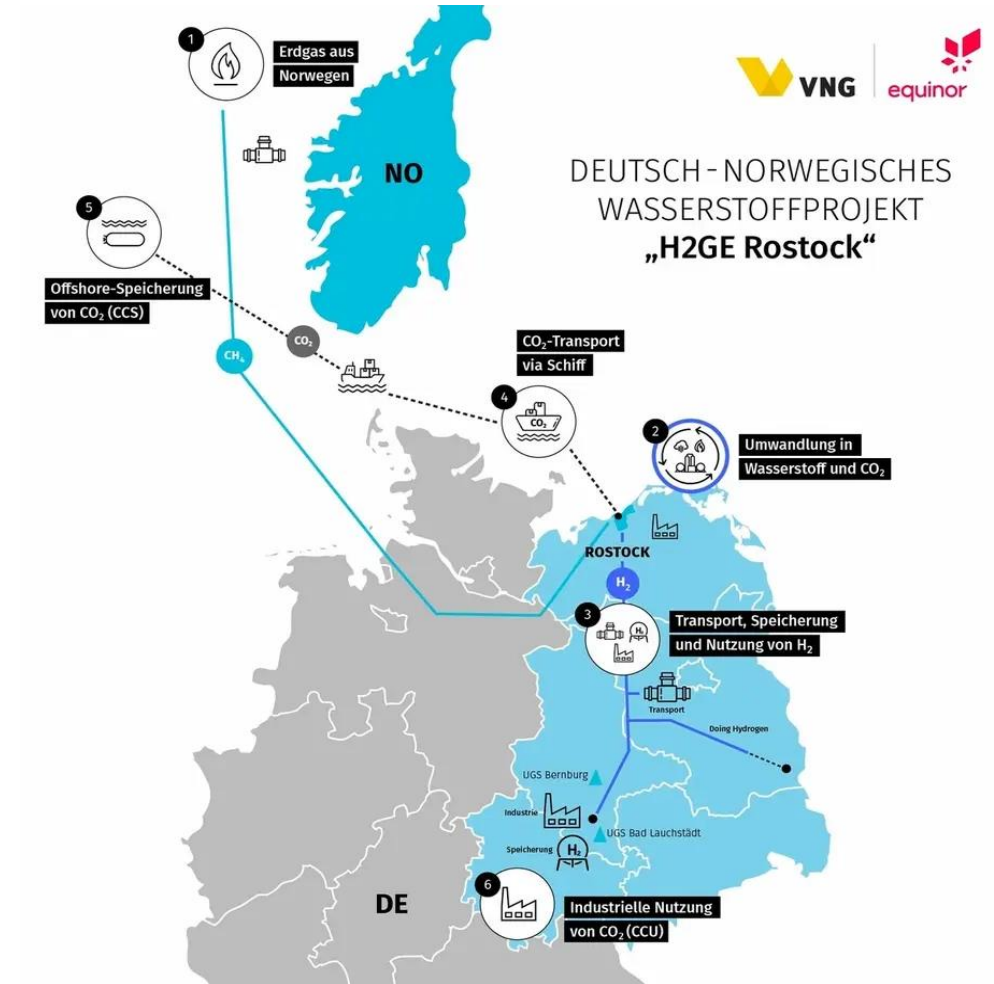 VNG
equinor
DEUTSCH-NORWEGISCHES
WASSERSTOFFPROJEKT
„H2GE Rostock“
1
Erdgas aus
Norwegen
NO
5
Offshore-Speicherung
von CO₂ (CCS)
CO₂
CH₄
CO₂-Transport
via Schiff
4
CO₂
2
Umwandlung in
Wasserstoff und CO₂
ROSTOCK
H₂
3
H₂
Transport, Speicherung
und Nutzung von H₂
Transport
Doing Hydrogen
UGS Bernburg
Industrie
UGS Bad Lauchstädt
Speicherung
H₂
6
DE
Industrielle Nutzung
von CO₂ (CCU)